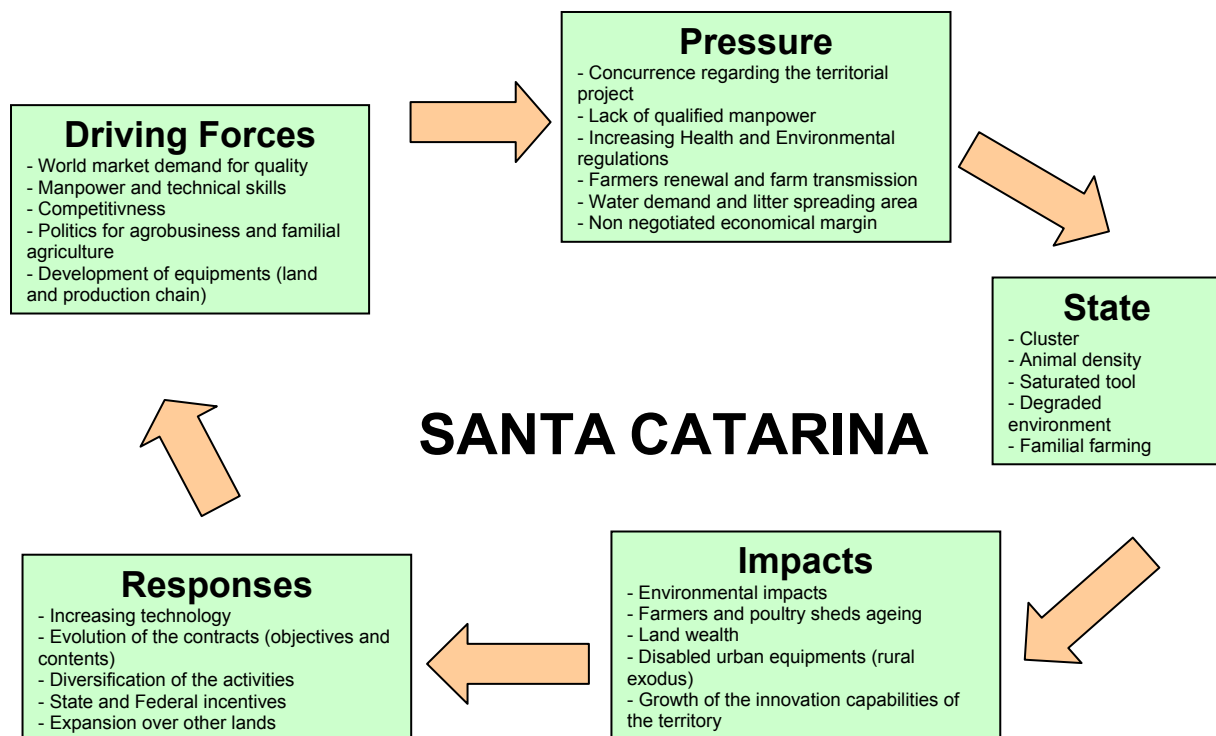 Driving Forces
- World market demand for quality
- Manpower and technical skills
- Competitivness
- Politics for agrobusiness and familial
agriculture
- Development of equipments (land
and production chain)
Pressure
- Concurrence regarding the territorial
project
- Lack of qualified manpower
- Increasing Health and Environmental
regulations
- Farmers renewal and farm transmission
- Water demand and litter spreading area
- Non negotiated economical margin
State
- Cluster
- Animal density
- Saturated tool
- Degraded
environment
- Familial farming
SANTA CATARINA
Impacts
- Environmental impacts
- Farmers and poultry sheds ageing
- Land wealth
- Disabled urban equipments (rural
exodus)
- Growth of the innovation capabilities of
the territory
Responses
- Increasing technology
- Evolution of the contracts (objectives and
contents)
- Diversification of the activities
- State and Federal incentives
- Expansion over other lands